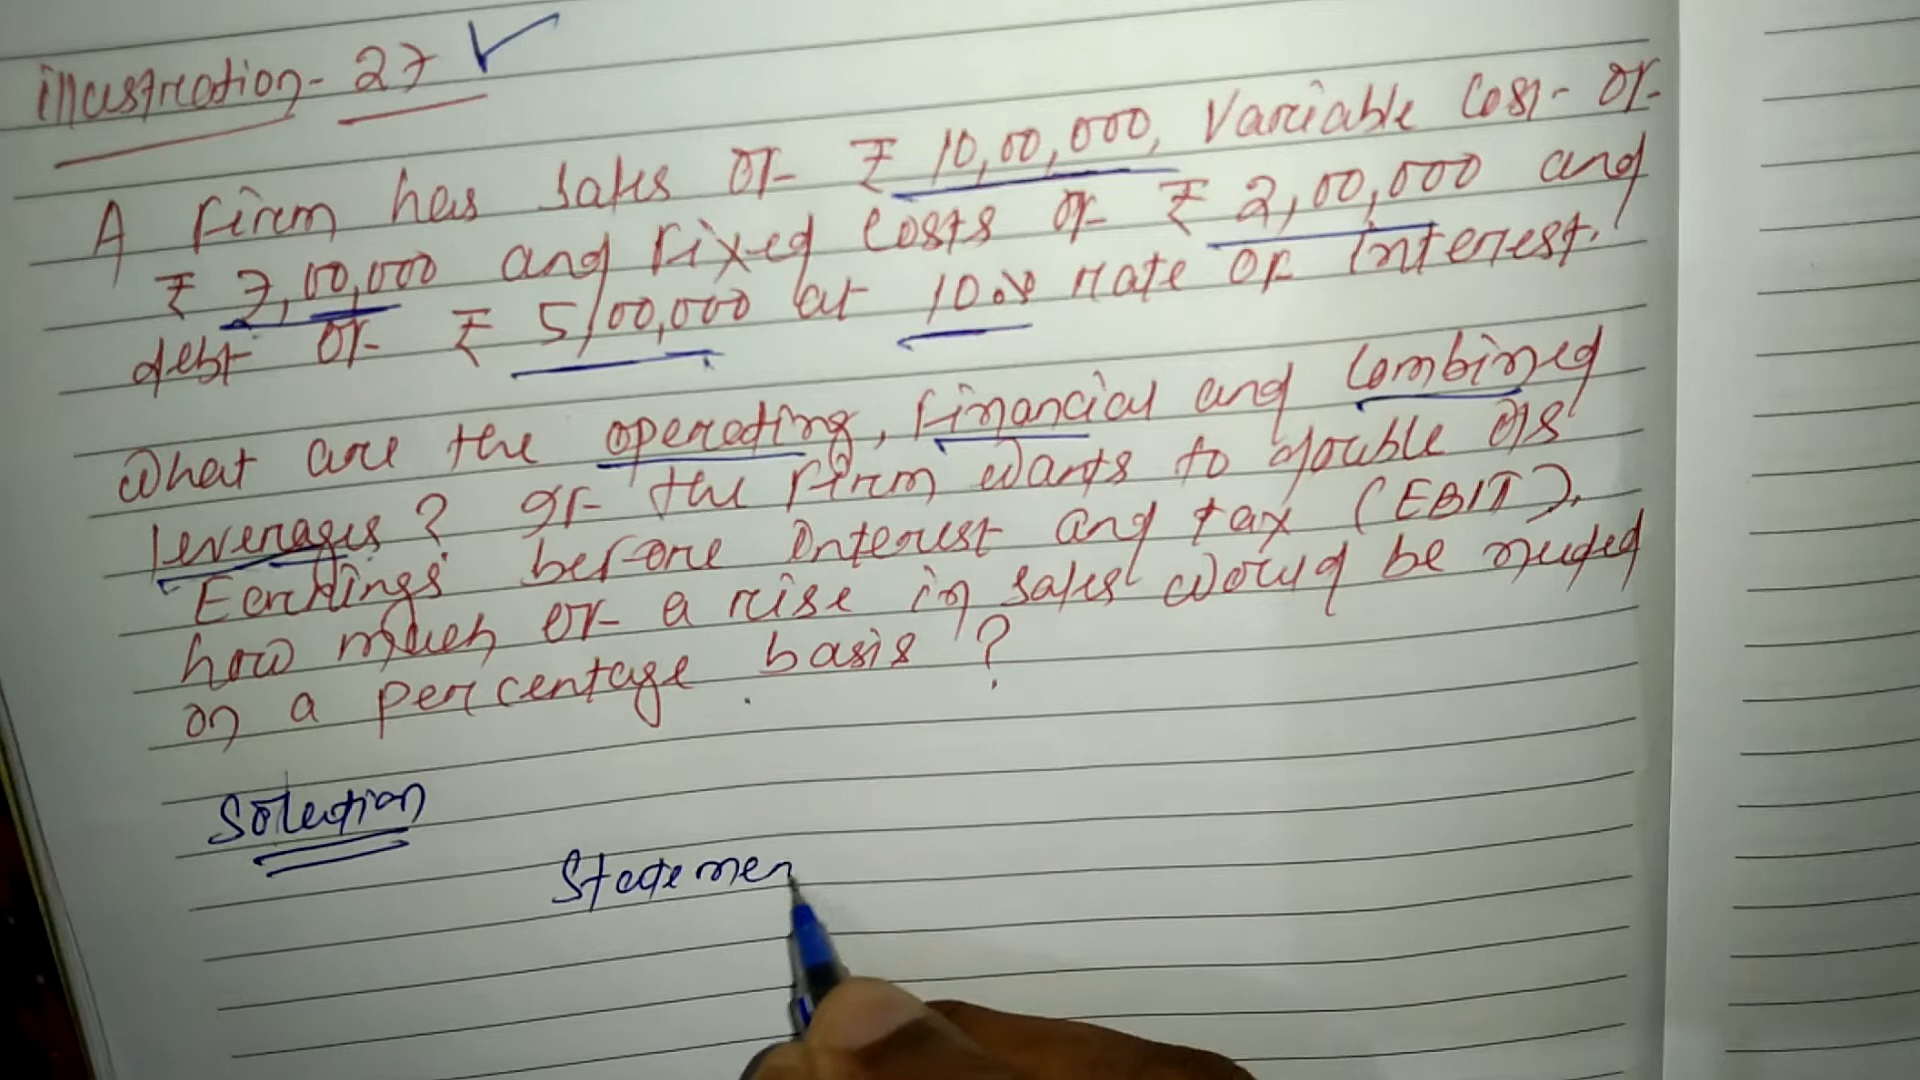 illustration - 27
A firm has sales of ₹ 10,00,000, Variable Cost of
₹ 7,00,000 and fixed costs of ₹ 2,00,000 and
debt of ₹ 5,00,000 at 10% rate of interest.
What are the operating, financial and combined
leverages? If the firm wants to double its
Earnings before interest and tax (EBIT),
how much of a rise in sales would be needed
on a percentage basis?
Solution
Statemen